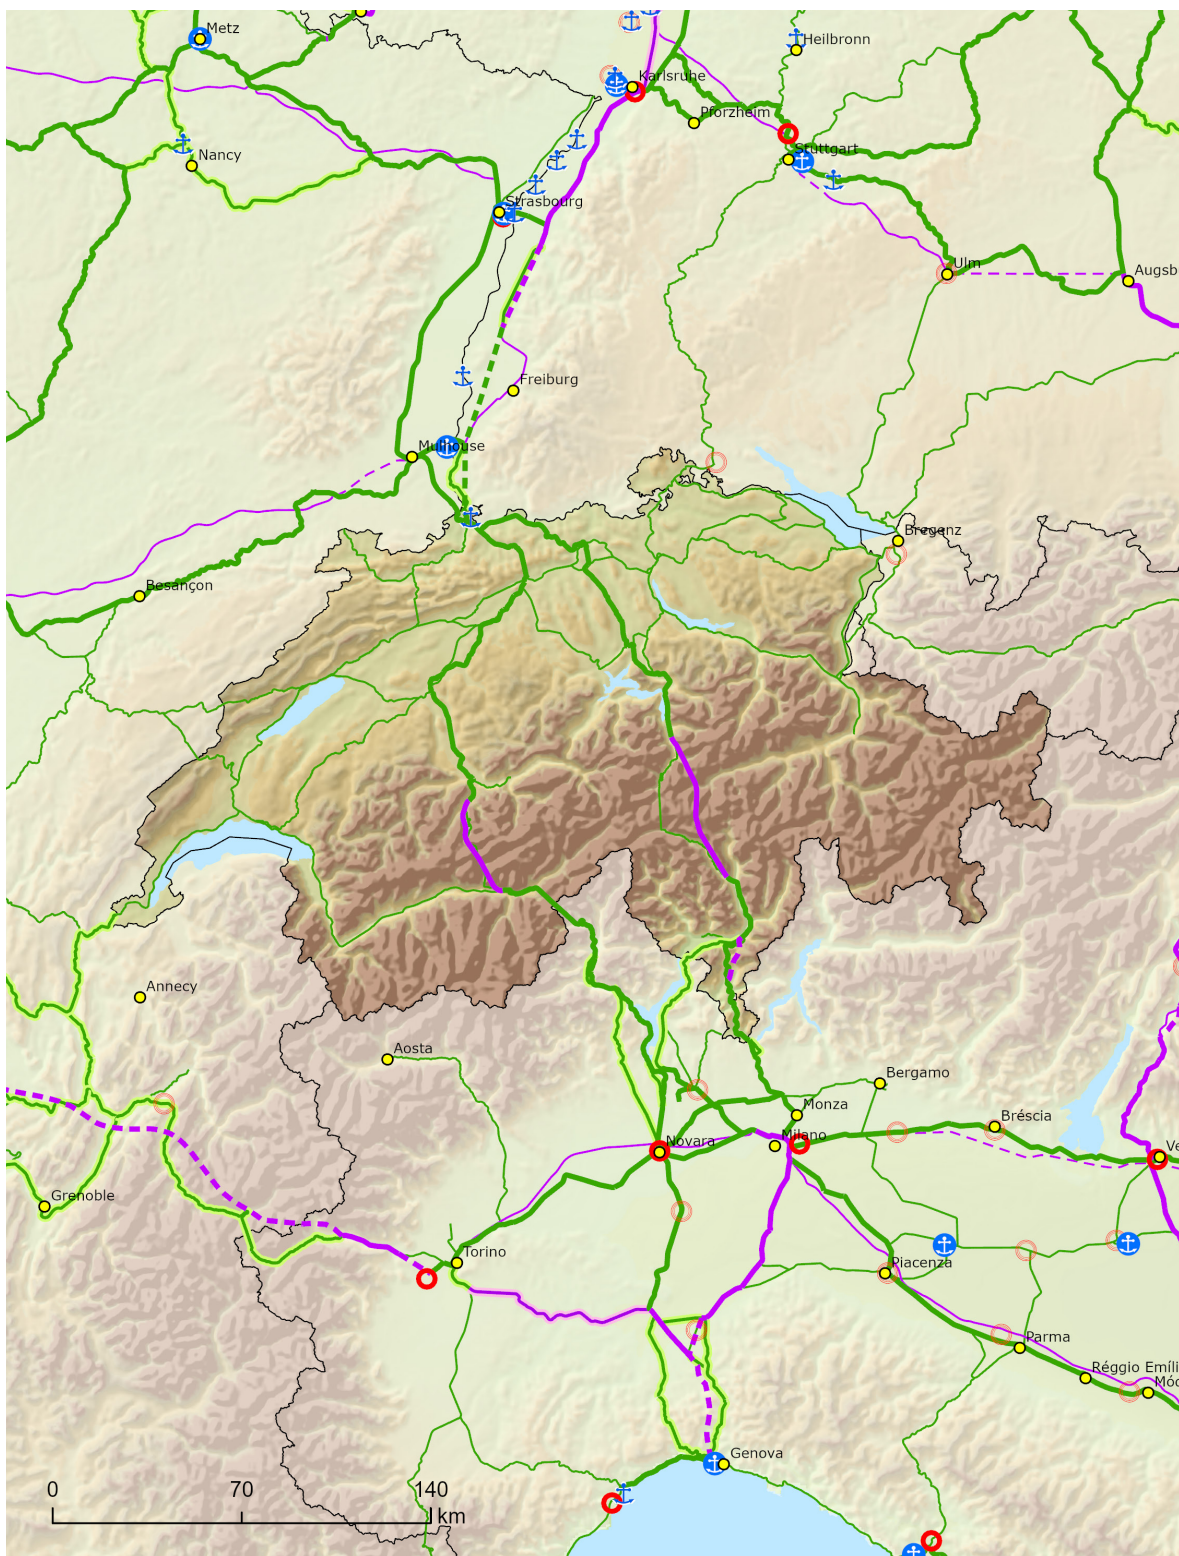 Metz
Heilbronn
Karlsruhe
Pforzheim
Nancy
Stuttgart
Strasbourg
Ulm
Augsb
Freiburg
Mulhouse
Bregenz
Besançon
Annecy
Aosta
Bergamo
Monza
Bréscia
Novara
Milano
Ve
Grenoble
Torino
Piacenza
Parma
Réggio Emíli
Móc
Genova
0 70 140
km